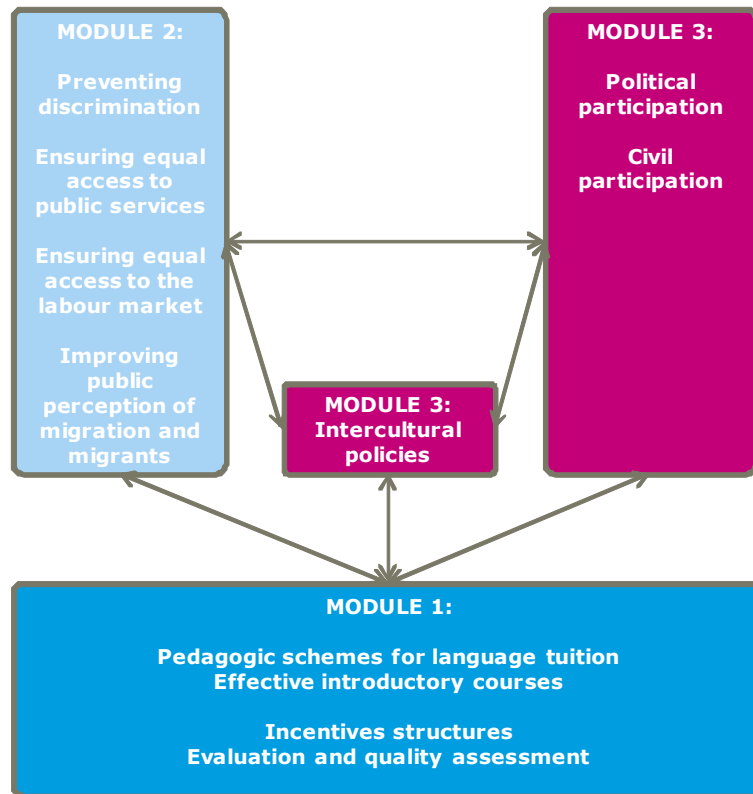 MODULE 2:
Preventing
discrimination
Ensuring equal
access to
public services
Ensuring equal
access to the
labour market
Improving
public
perception of
migration and
migrants
MODULE 3:
Political
participation
Civil
participation
MODULE 3:
Intercultural
policies
MODULE 1:
Pedagogic schemes for language tuition
Effective introductory courses
Incentives structures
Evaluation and quality assessment